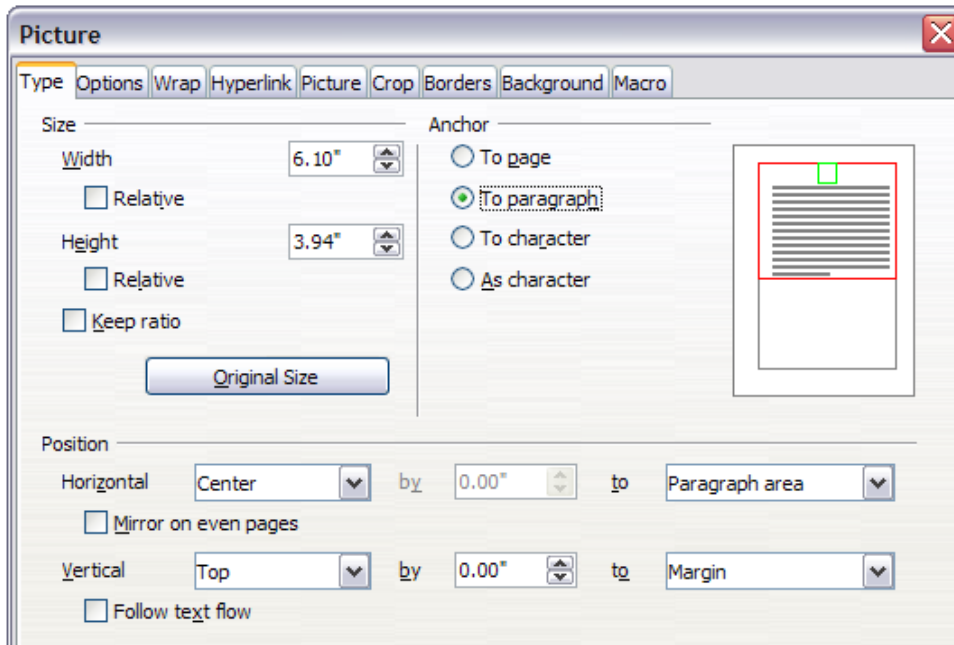 Picture
Type Options Wrap Hyperlink Picture Crop Borders Background Macro
Size Anchor
Width 6.10" To page
Relative To paragraph
Height 3.94" To character
Relative As character
Keep ratio
Original Size
Position
Horizontal Center by 0.00" to Paragraph area
Mirror on even pages
Vertical Top by 0.00" to Margin
Follow text flow